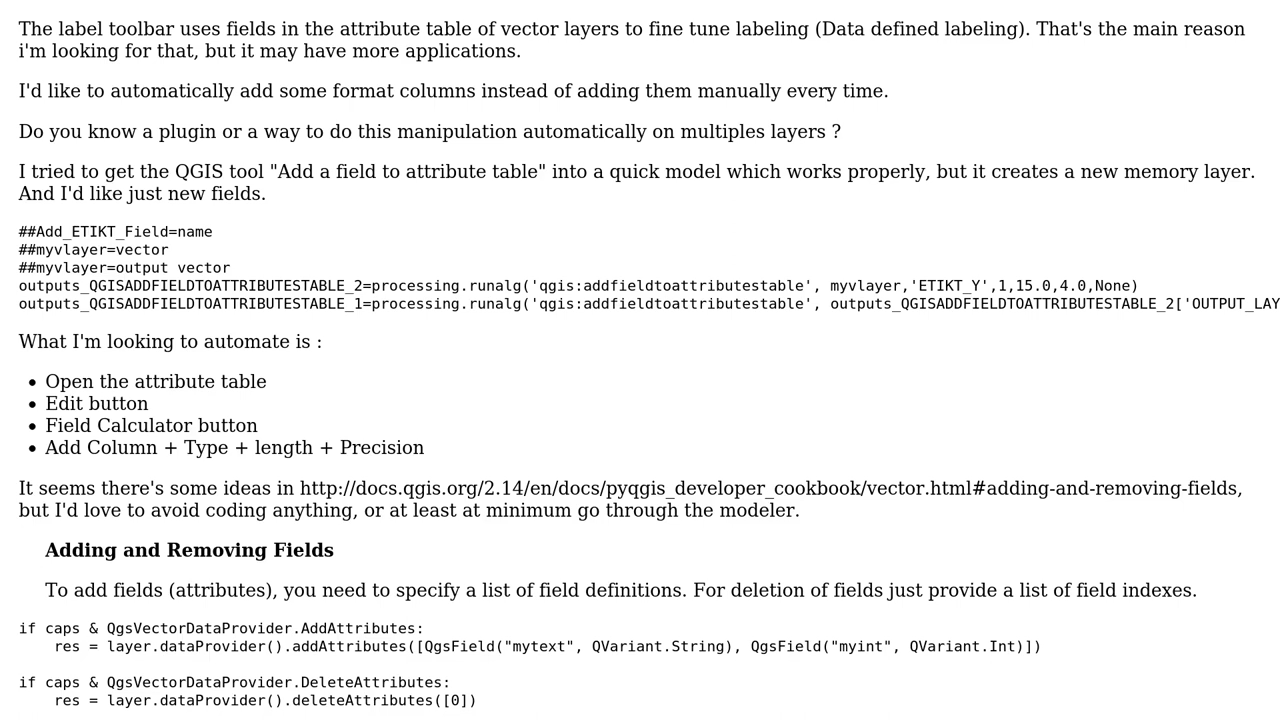 The label toolbar uses fields in the attribute table of vector layers to fine tune labeling (Data defined labeling). That's the main reason
i'm looking for that, but it may have more applications.
I'd like to automatically add some format columns instead of adding them manually every time.
Do you know a plugin or a way to do this manipulation automatically on multiples layers ?
I tried to get the QGIS tool "Add a field to attribute table" into a quick model which works properly, but it creates a new memory layer.
And I'd like just new fields.
##Add_ETIKT_Field=name
##myvlayer=vector
##myvlayer=output vector
outputs_QGISADDFIELDTOATTRIBUTESTABLE_2=processing.runalg('qgis:addfieldtoattributestable', myvlayer,'ETIKT_Y',1,15.0,4.0,None)
outputs_QGISADDFIELDTOATTRIBUTESTABLE_1=processing.runalg('qgis:addfieldtoattributestable', outputs_QGISADDFIELDTOATTRIBUTESTABLE_2['OUTPUT_LAY
What I'm looking to automate is :
• Open the attribute table
• Edit button
• Field Calculator button
• Add Column + Type + length + Precision
It seems there's some ideas in http://docs.qgis.org/2.14/en/docs/pyqgis_developer_cookbook/vector.html#adding-and-removing-fields,
but I'd love to avoid coding anything, or at least at minimum go through the modeler.
Adding and Removing Fields
To add fields (attributes), you need to specify a list of field definitions. For deletion of fields just provide a list of field indexes.
if caps & QgsVectorDataProvider.AddAttributes:
    res = layer.dataProvider().addAttributes([QgsField("mytext", QVariant.String), QgsField("myint", QVariant.Int)])
if caps & QgsVectorDataProvider.DeleteAttributes:
    res = layer.dataProvider().deleteAttributes([0])